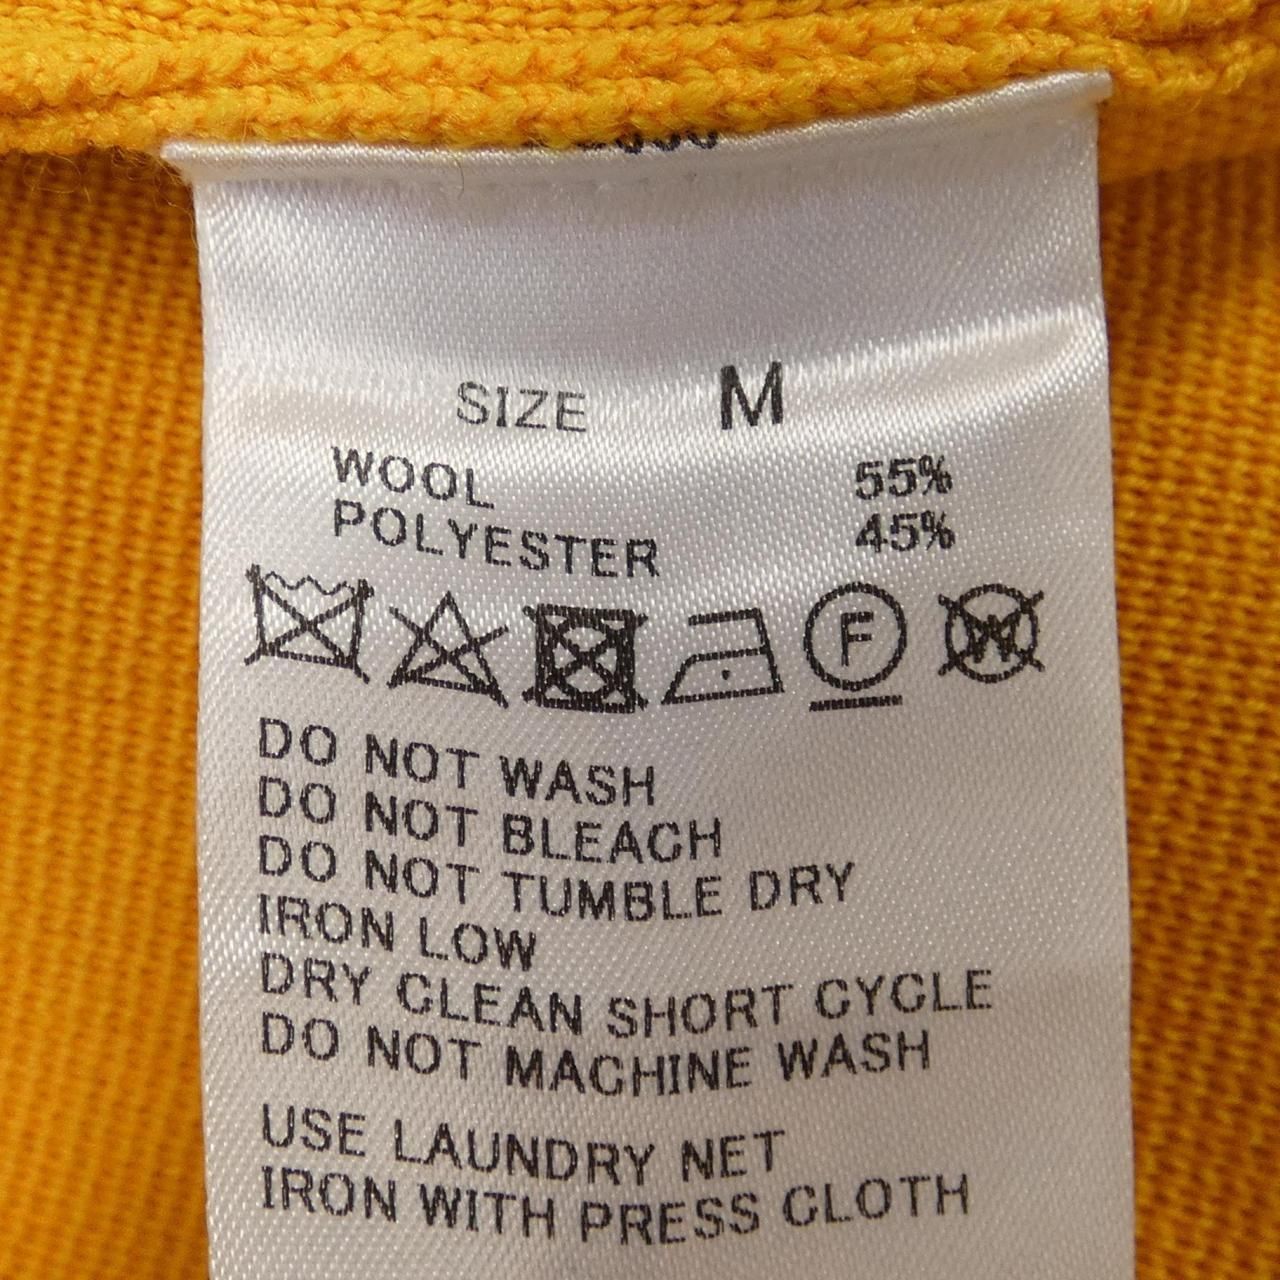 SIZE M
WOOL 55%
POLYESTER 45%
F W
DO NOT WASH
DO NOT BLEACH
DO NOT TUMBLE DRY
IRON LOW
DRY CLEAN SHORT CYCLE
DO NOT MACHINE WASH
USE LAUNDRY NET
IRON WITH PRESS CLOTH